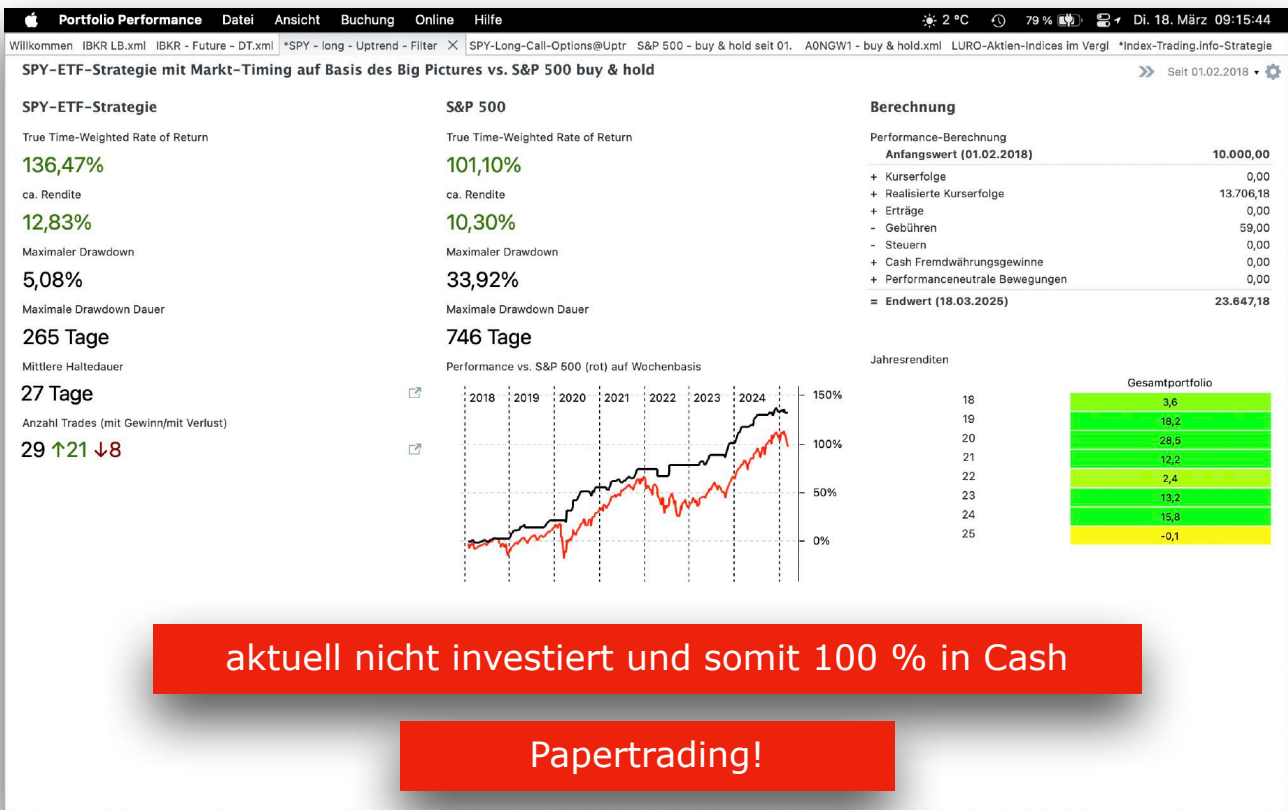 Portfolio Performance Datei Ansicht Buchung Online Hilfe 2 °C 79 % Di. 18. März 09:15:44
Willkommen IBKR LB.xml IBKR - Future - DT.xml *SPY - long - Uptrend - Filter SPY-Long-Call-Options@Uptr S&P 500 - buy & hold seit 01. A0NGW1 - buy & hold.xml LURO-Aktien-Indices im Vergl *Index-Trading.info-Strategie
SPY-ETF-Strategie mit Markt-Timing auf Basis des Big Pictures vs. S&P 500 buy & hold
Seit 01.02.2018
SPY-ETF-Strategie
True Time-Weighted Rate of Return
136,47%
ca. Rendite
12,83%
Maximaler Drawdown
5,08%
Maximale Drawdown Dauer
265 Tage
Mittlere Haltedauer
27 Tage
Anzahl Trades (mit Gewinn/mit Verlust)
29 ↑21 ↓8
S&P 500
True Time-Weighted Rate of Return
101,10%
ca. Rendite
10,30%
Maximaler Drawdown
33,92%
Maximale Drawdown Dauer
746 Tage
Performance vs. S&P 500 (rot) auf Wochenbasis
2018 2019 2020 2021 2022 2023 2024
150%
100%
50%
0%
Berechnung
Performance-Berechnung
Anfangswert (01.02.2018) 10.000,00
+ Kurserfolge 0,00
+ Realisierte Kurserfolge 13.706,18
+ Erträge 0,00
- Gebühren 59,00
- Steuern 0,00
+ Cash Fremdwährungsgewinne 0,00
+ Performanceneutrale Bewegungen 0,00
= Endwert (18.03.2025) 23.647,18
Jahresrenditen
Gesamtportfolio
18 3,6
19 18,2
20 28,5
21 12,2
22 2,4
23 13,2
24 15,8
25 -0,1
aktuell nicht investiert und somit 100 % in Cash
Papertrading!